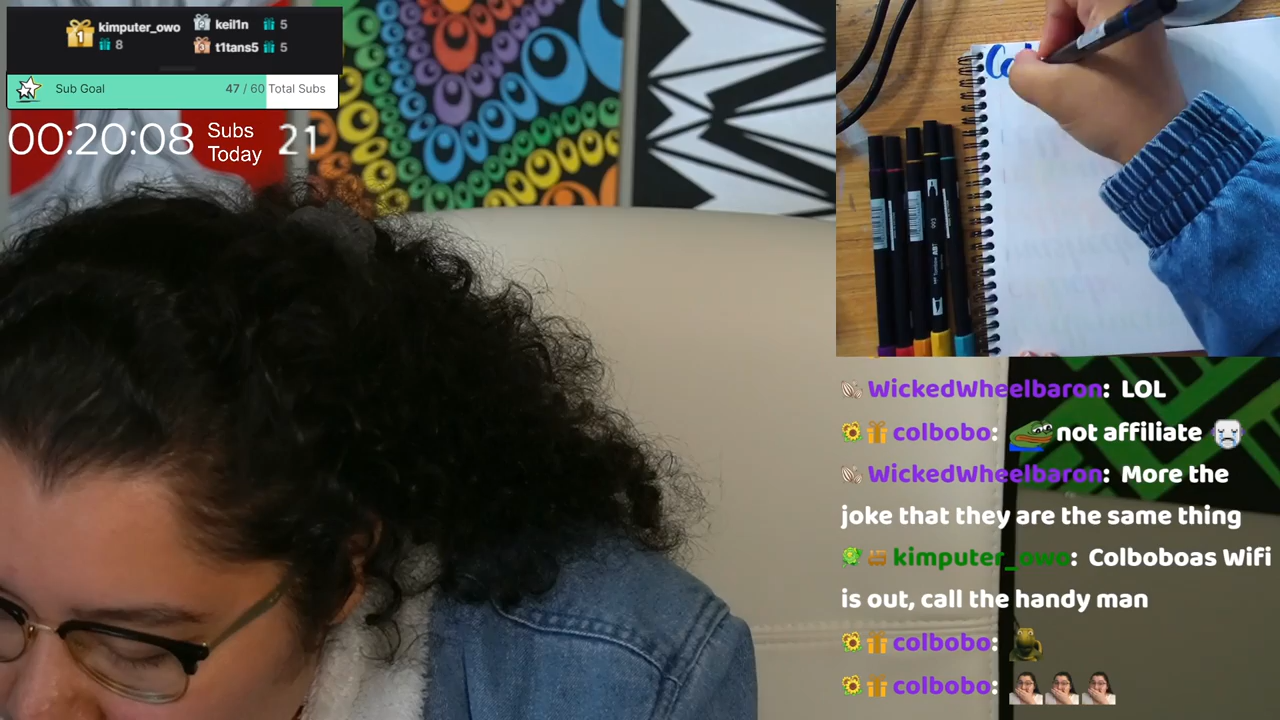 kimputer_owo
8
keil1n 5
t1tans5 5
Sub Goal 47 / 60 Total Subs
00:20:08 Subs Today 21
WickedWheelbaron: LOL
colbobo: not affiliate
WickedWheelbaron: More the
joke that they are the same thing
kimputer_owo: Colboboas Wifi
is out, call the handy man
colbobo:
colbobo: